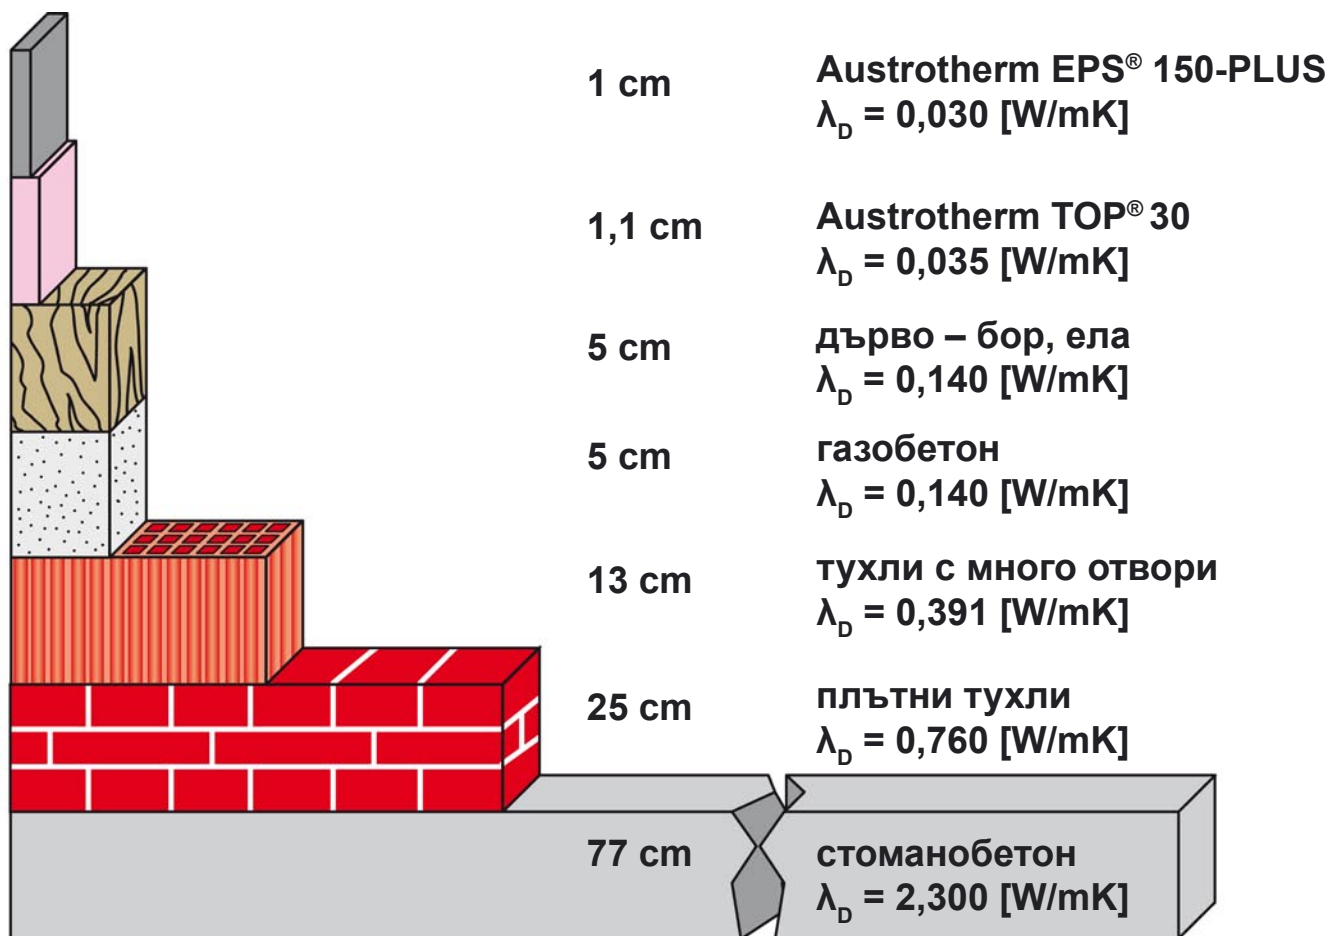 1 cm
Austrotherm EPS® 150-PLUS
λD = 0,030 [W/mK]
1,1 cm
Austrotherm TOP® 30
λD = 0,035 [W/mK]
5 cm
дърво – бор, ела
λD = 0,140 [W/mK]
5 cm
газобетон
λD = 0,140 [W/mK]
13 cm
тухли с много отвори
λD = 0,391 [W/mK]
25 cm
плътни тухли
λD = 0,760 [W/mK]
77 cm
стоманобетон
λD = 2,300 [W/mK]